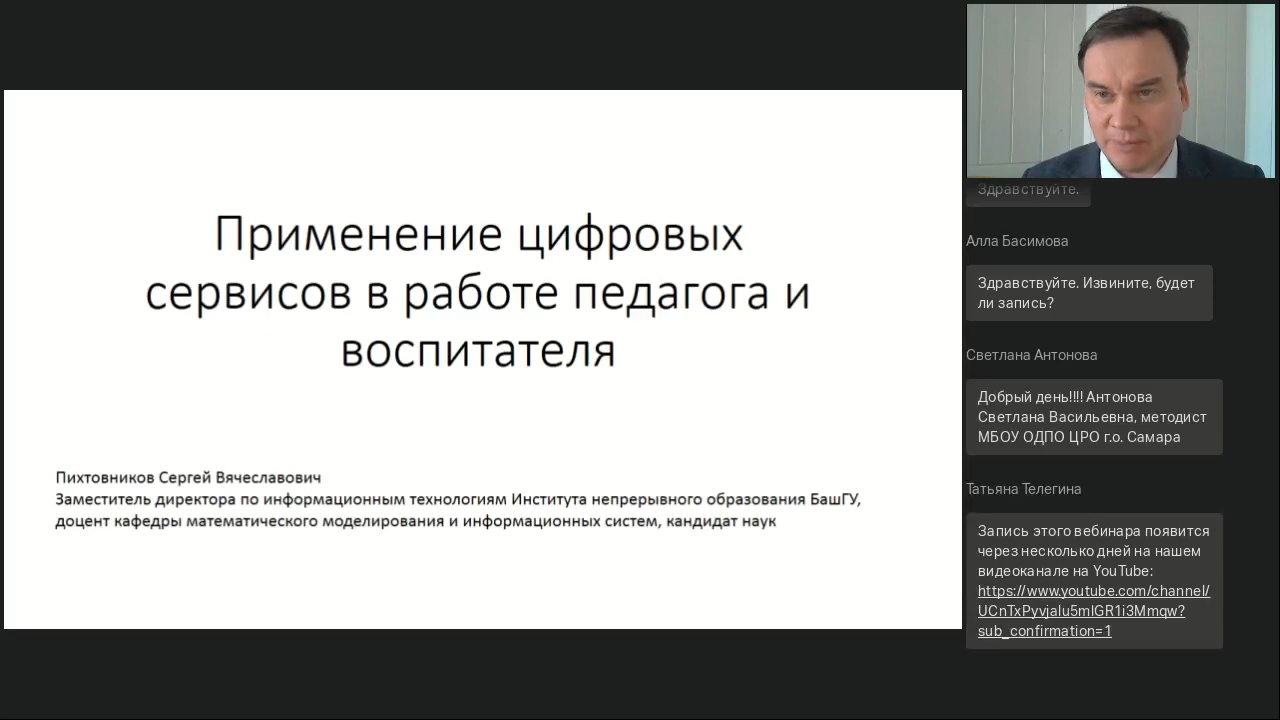 Применение цифровых
сервисов в работе педагога и
воспитателя
Пихтовников Сергей Вячеславович
Заместитель директора по информационным технологиям Института непрерывного образования БашГУ,
доцент кафедры математического моделирования и информационных систем, кандидат наук
Здравствуйте.
Алла Басимова
Здравствуйте. Извините, будет
ли запись?
Светлана Антонова
Добрый день!!!! Антонова
Светлана Васильевна, методист
МБОУ ОДПО ЦРО г.о. Самара
Татьяна Телегина
Запись этого вебинара появится
через несколько дней на нашем
видеоканале на YouTube:
https://www.youtube.com/channel/
UCnTxPyvjalu5mlGR1i3Mmqw?
sub_confirmation=1